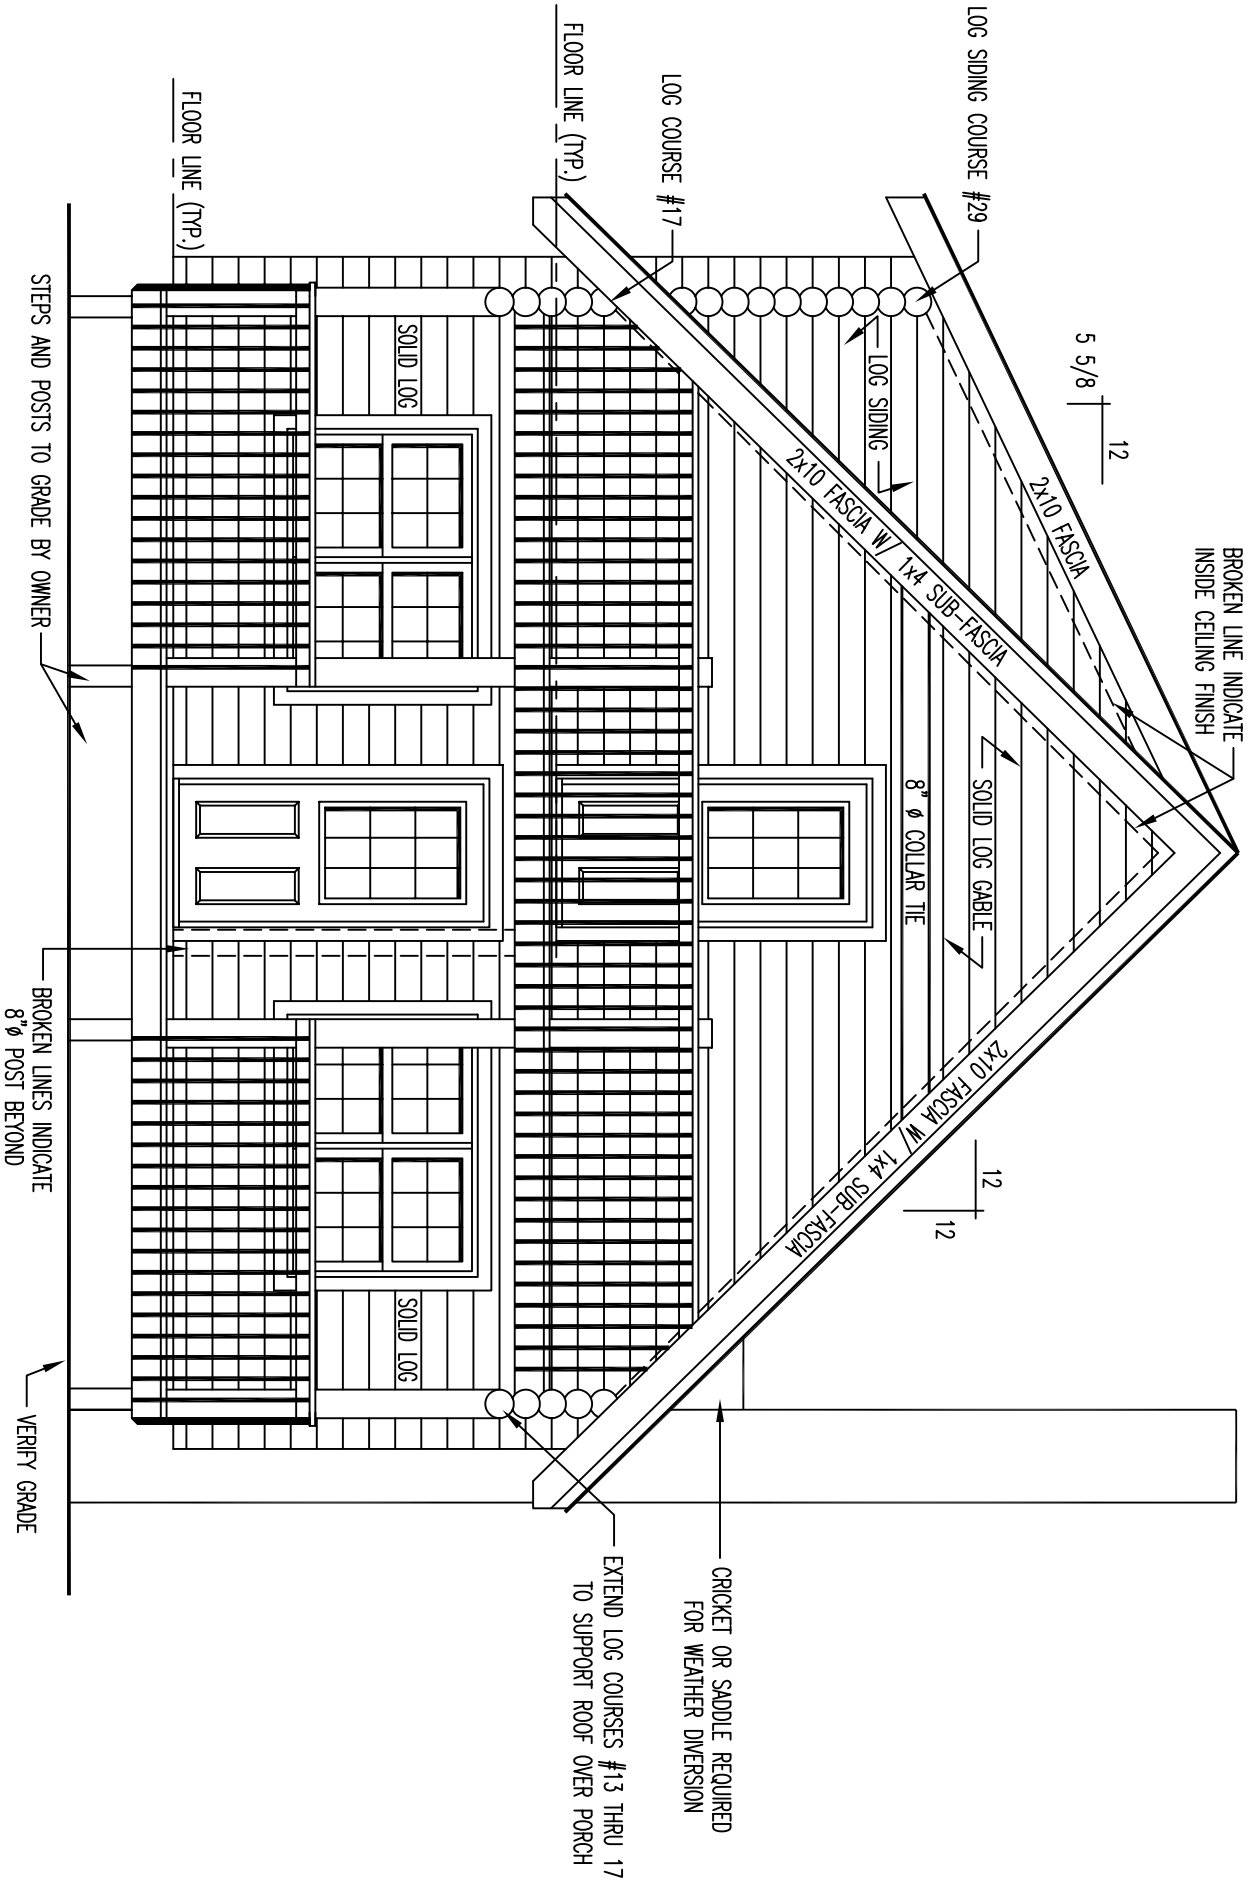 BROKEN LINE INDICATE
INSIDE CEILING FINISH
12
5 5/8
2x10 FASCIA
LOG SIDING COURSE #29
LOG SIDING
2x10 FASCIA W/ 1x4 SUB-FASCIA
SOLID LOG GABLE
8"ø COLLAR TIE
12
12
2x10 FASCIA W/ 1x4 SUB-FASCIA
LOG COURSE #17
FLOOR LINE (TYP.)
CRICKET OR SADDLE REQUIRED
FOR WEATHER DIVERSION
EXTEND LOG COURSES #13 THRU 17
TO SUPPORT ROOF OVER PORCH
SOLID LOG
SOLID LOG
FLOOR LINE (TYP.)
STEPS AND POSTS TO GRADE BY OWNER
BROKEN LINES INDICATE
8"ø POST BEYOND
VERIFY GRADE